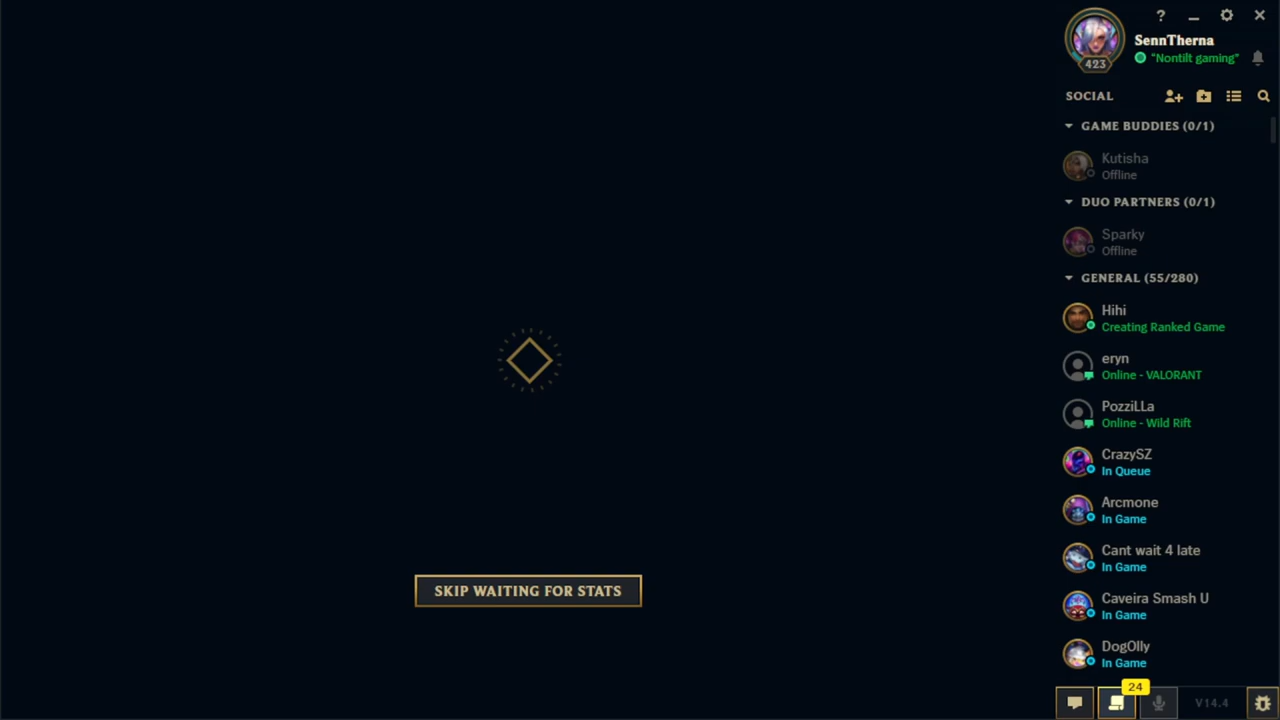 ?
SennTherna
423
"Nontilt gaming"
SOCIAL
GAME BUDDIES (0/1)
Kutisha
Offline
DUO PARTNERS (0/1)
Sparky
Offline
GENERAL (55/280)
Hihi
Creating Ranked Game
eryn
Online - VALORANT
PozziLLa
Online - Wild Rift
CrazySZ
In Queue
Arcmone
In Game
Cant wait 4 late
In Game
Caveira Smash U
In Game
DogOlly
In Game
SKIP WAITING FOR STATS
24
V14.4